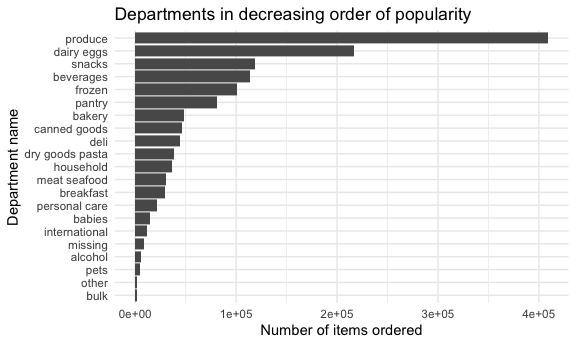 Departments in decreasing order of popularity
Department name
produce
dairy eggs
snacks
beverages
frozen
pantry
bakery
canned goods
deli
dry goods pasta
household
meat seafood
breakfast
personal care
babies
international
missing
alcohol
pets
other
bulk
0e+00 1e+05 2e+05 3e+05 4e+05
Number of items ordered